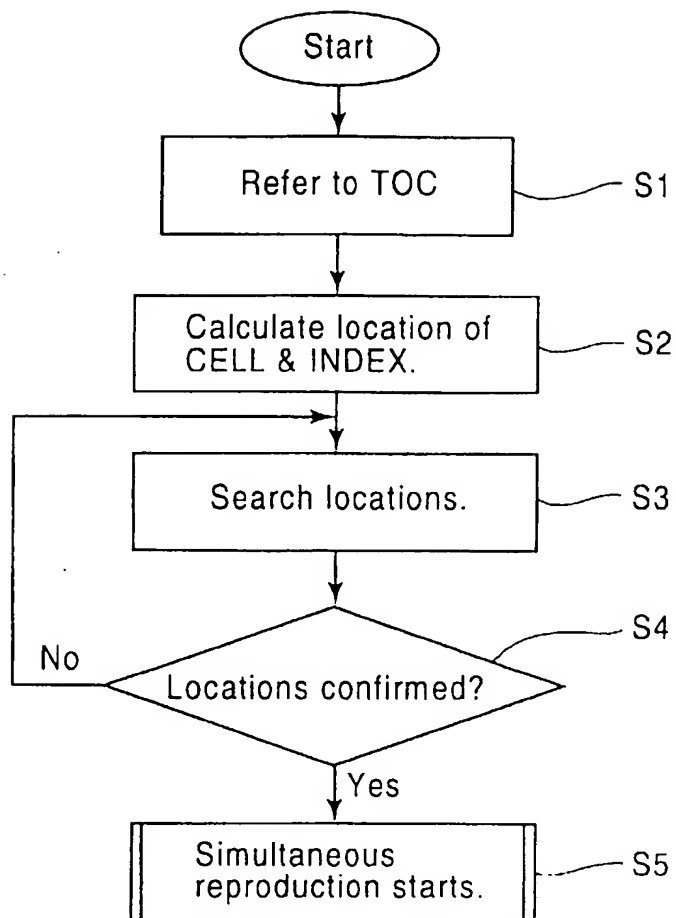 Start
Refer to TOC
S1
Calculate location of
CELL & INDEX.
S2
Search locations.
S3
S4
No
Locations confirmed?
Yes
Simultaneous
reproduction starts.
S5